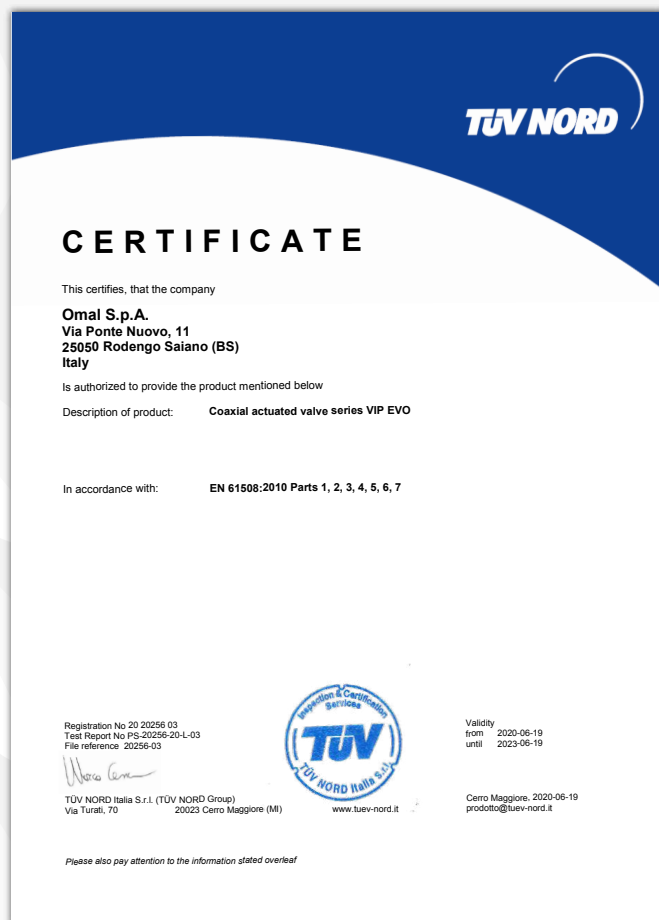 TÜV NORD
CERTIFICATE
This certifies, that the company
Omal S.p.A.
Via Ponte Nuovo, 11
25050 Rodengo Saiano (BS)
Italy
Is authorized to provide the product mentioned below
Description of product: Coaxial actuated valve series VIP EVO
In accordance with: EN 61508:2010 Parts 1, 2, 3, 4, 5, 6, 7
Registration No 20 20256 03
Test Report No PS-20256-20-L-03
File reference 20256-03
Inspection & Certification
Services
TÜV
TÜV NORD Italia S.r.l.
Validity
from 2020-06-19
until 2023-06-19
TÜV NORD Italia S.r.l. (TÜV NORD Group)
Via Turati, 70 20023 Cerro Maggiore (MI) www.tuev-nord.it
Cerro Maggiore, 2020-06-19
prodotto@tuev-nord.it
Please also pay attention to the information stated overleaf